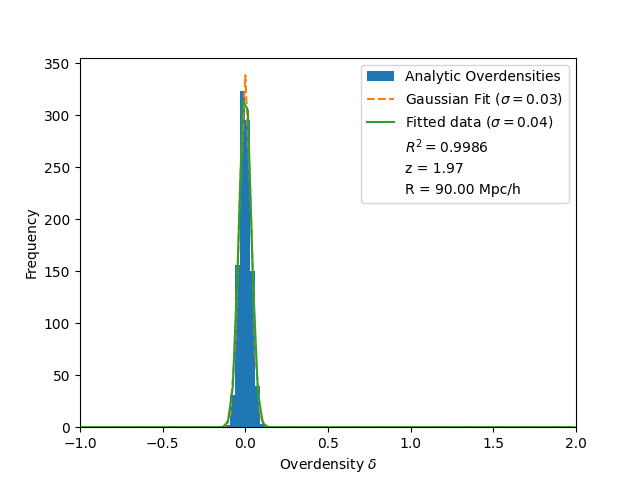 350
300
250
200
150
100
50
0
Frequency
Analytic Overdensities
Gaussian Fit (σ = 0.03)
Fitted data (σ = 0.04)
R² = 0.9986
z = 1.97
R = 90.00 Mpc/h
−1.0 −0.5 0.0 0.5 1.0 1.5 2.0
Overdensity δ